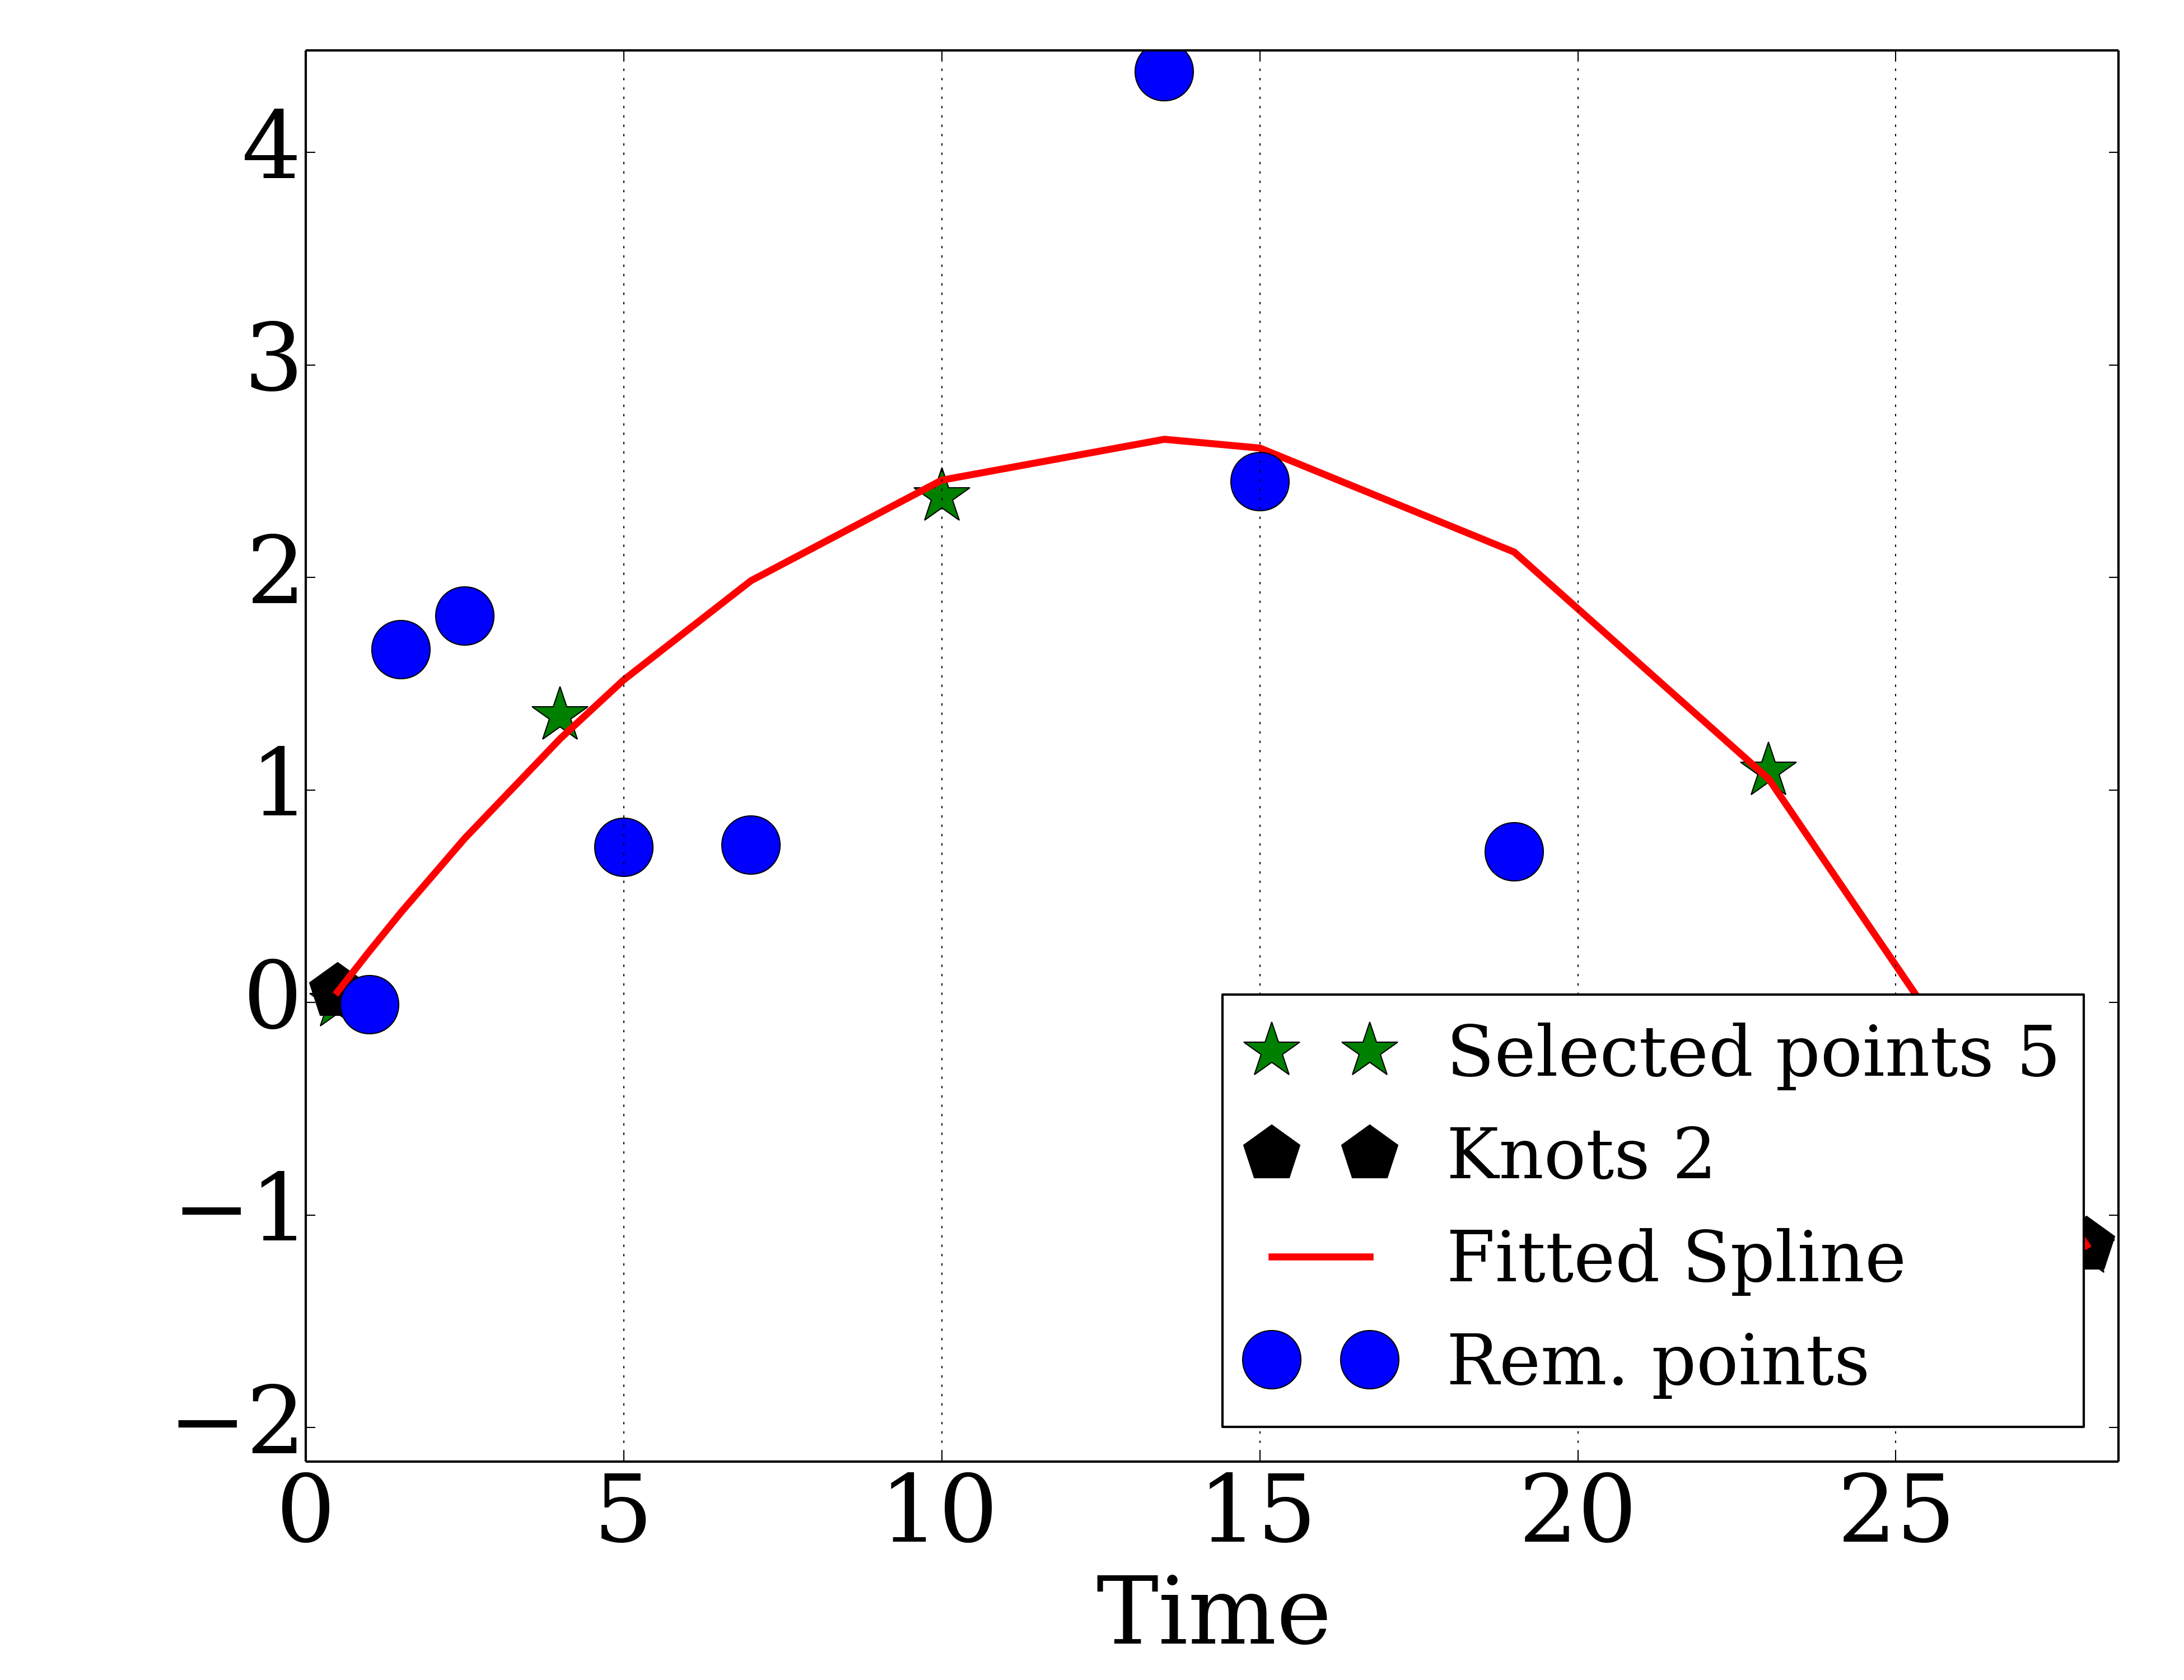 4
3
2
1
0
−1
−2
0 5 10 15 20 25
Time
Selected points 5
Knots 2
Fitted Spline
Rem. points